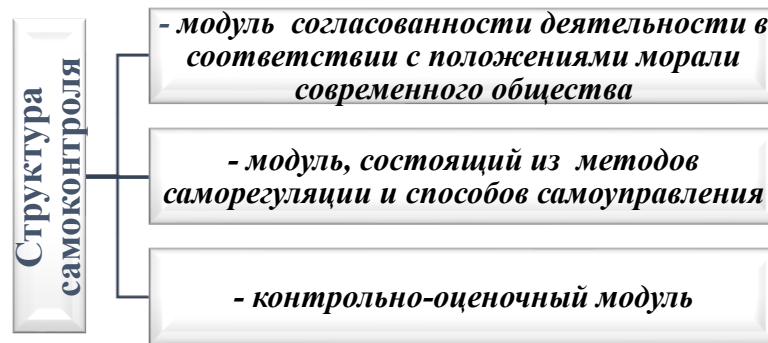 Структура
самоконтроля
- модуль согласованности деятельности в
соответствии с положениями морали
современного общества
- модуль, состоящий из методов
саморегуляции и способов самоуправления
- контрольно-оценочный модуль